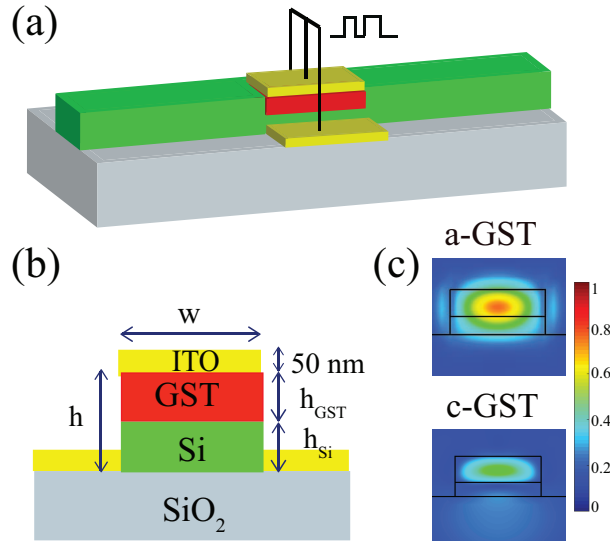 (a)
(b)
w
ITO
50 nm
GST
h
h_GST
Si
h_Si
SiO₂
(c)
a-GST
1
0.8
0.6
0.4
0.2
0
c-GST